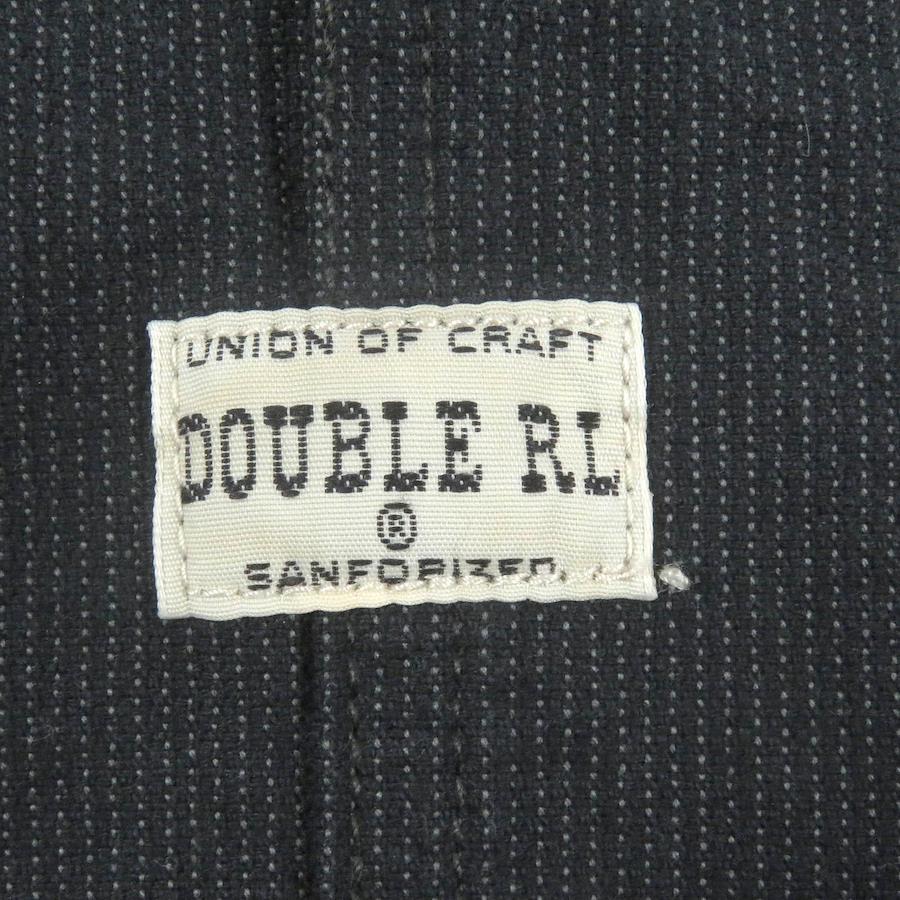 UNION OF CRAFT
DOUBLE RL
®
SANFORIZED